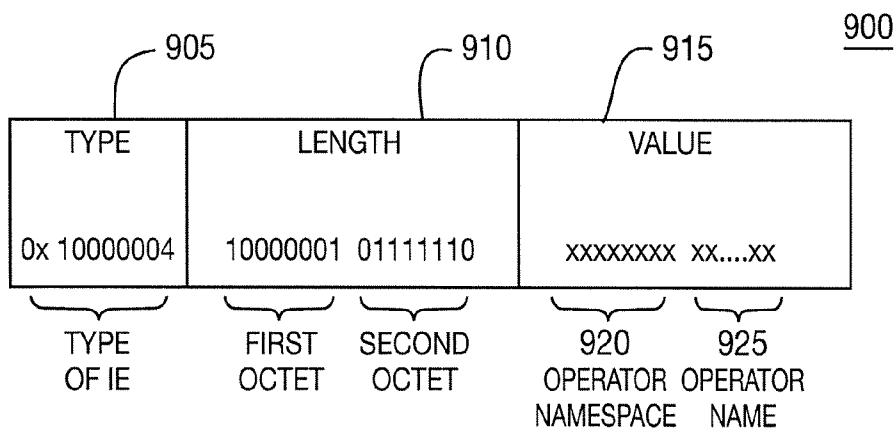 900
905
910
915
TYPE
LENGTH
VALUE
0x 10000004
10000001 01111110
xxxxxxxx xx....xx
TYPE
OF IE
FIRST
OCTET
SECOND
OCTET
920
OPERATOR
NAMESPACE
925
OPERATOR
NAME